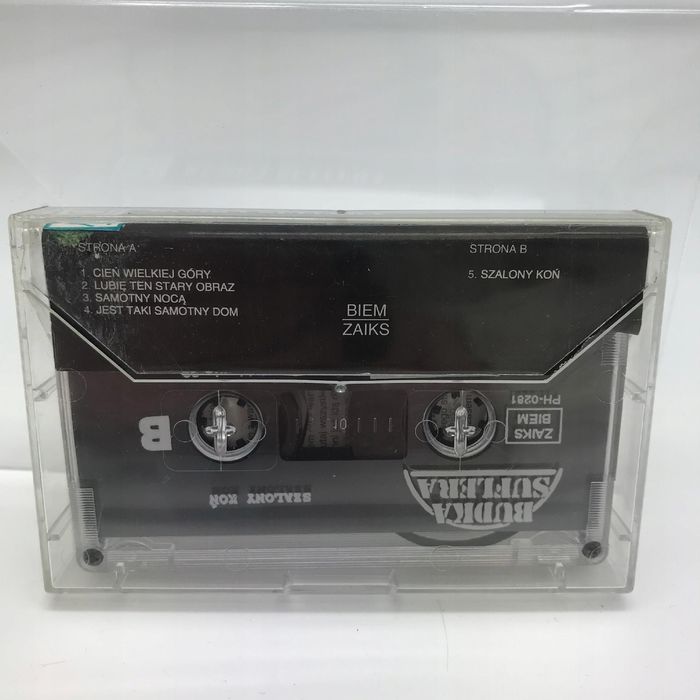 STRONA A:
1. CIEŃ WIELKIEJ GÓRY
2. LUBIĘ TEN STARY OBRAZ
3. SAMOTNY NOCĄ
4. JEST TAKI SAMOTNY DOM
BIEM
ZAIKS
STRONA B
5. SZALONY KOŃ
B
10
PH-0281
ZAIKS
BIEM
SZALONY KOŃ
BUDKA
SUFLERA